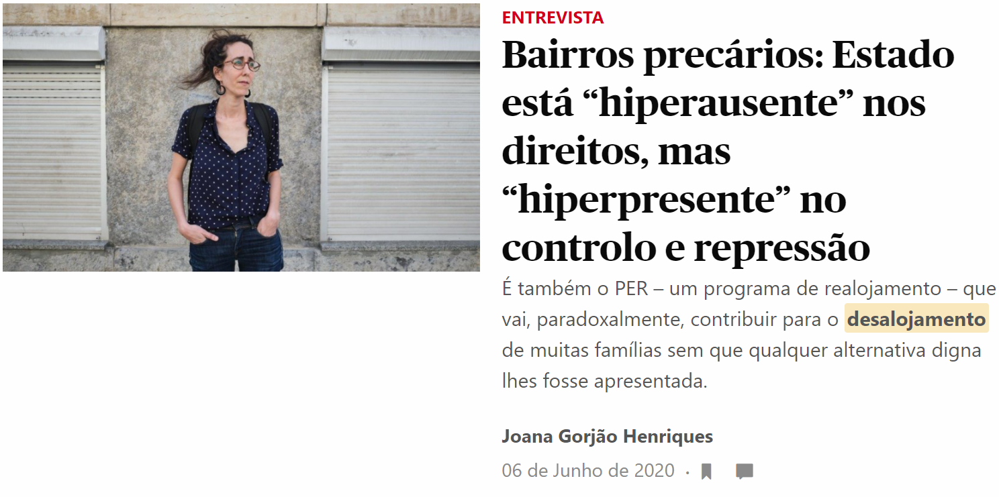 ENTREVISTA
Bairros precários: Estado
está “hiperausente” nos
direitos, mas
“hiperpresente” no
controlo e repressão
É também o PER – um programa de realojamento – que
vai, paradoxalmente, contribuir para o desalojamento
de muitas famílias sem que qualquer alternativa digna
lhes fosse apresentada.
Joana Gorjão Henriques
06 de Junho de 2020 ·